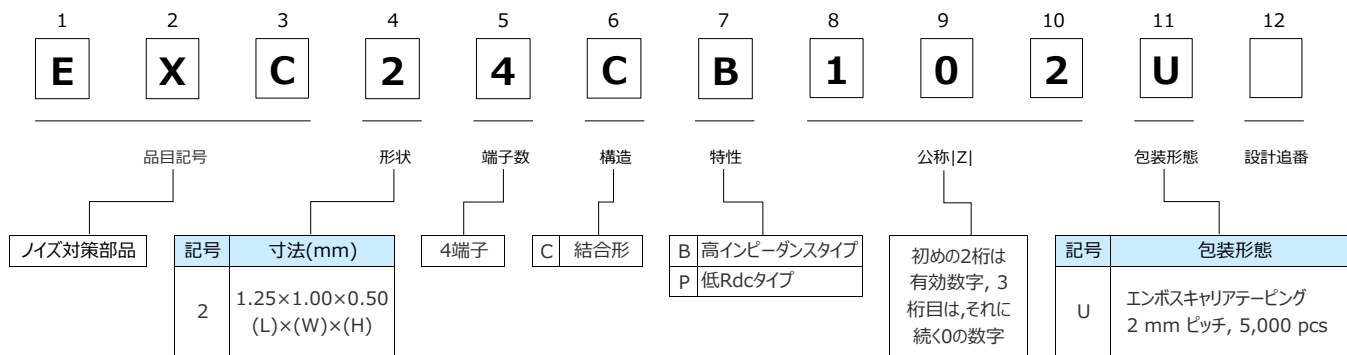 1 2 3 4 5 6 7 8 9 10 11 12
E X C 2 4 C B 1 0 2 U
品目記号 形状 端子数 構造 特性 公称|Z| 包装形態 設計追番
ノイズ対策部品
記号 寸法(mm)
2 1.25×1.00×0.50
(L)×(W)×(H)
4端子
C 結合形
B 高インピーダンスタイプ
P 低Rdcタイプ
初めの2桁は
有効数字, 3
桁目は,それに
続く0の数字
記号 包装形態
U エンボスキャリアテーピング
2 mm ピッチ, 5,000 pcs